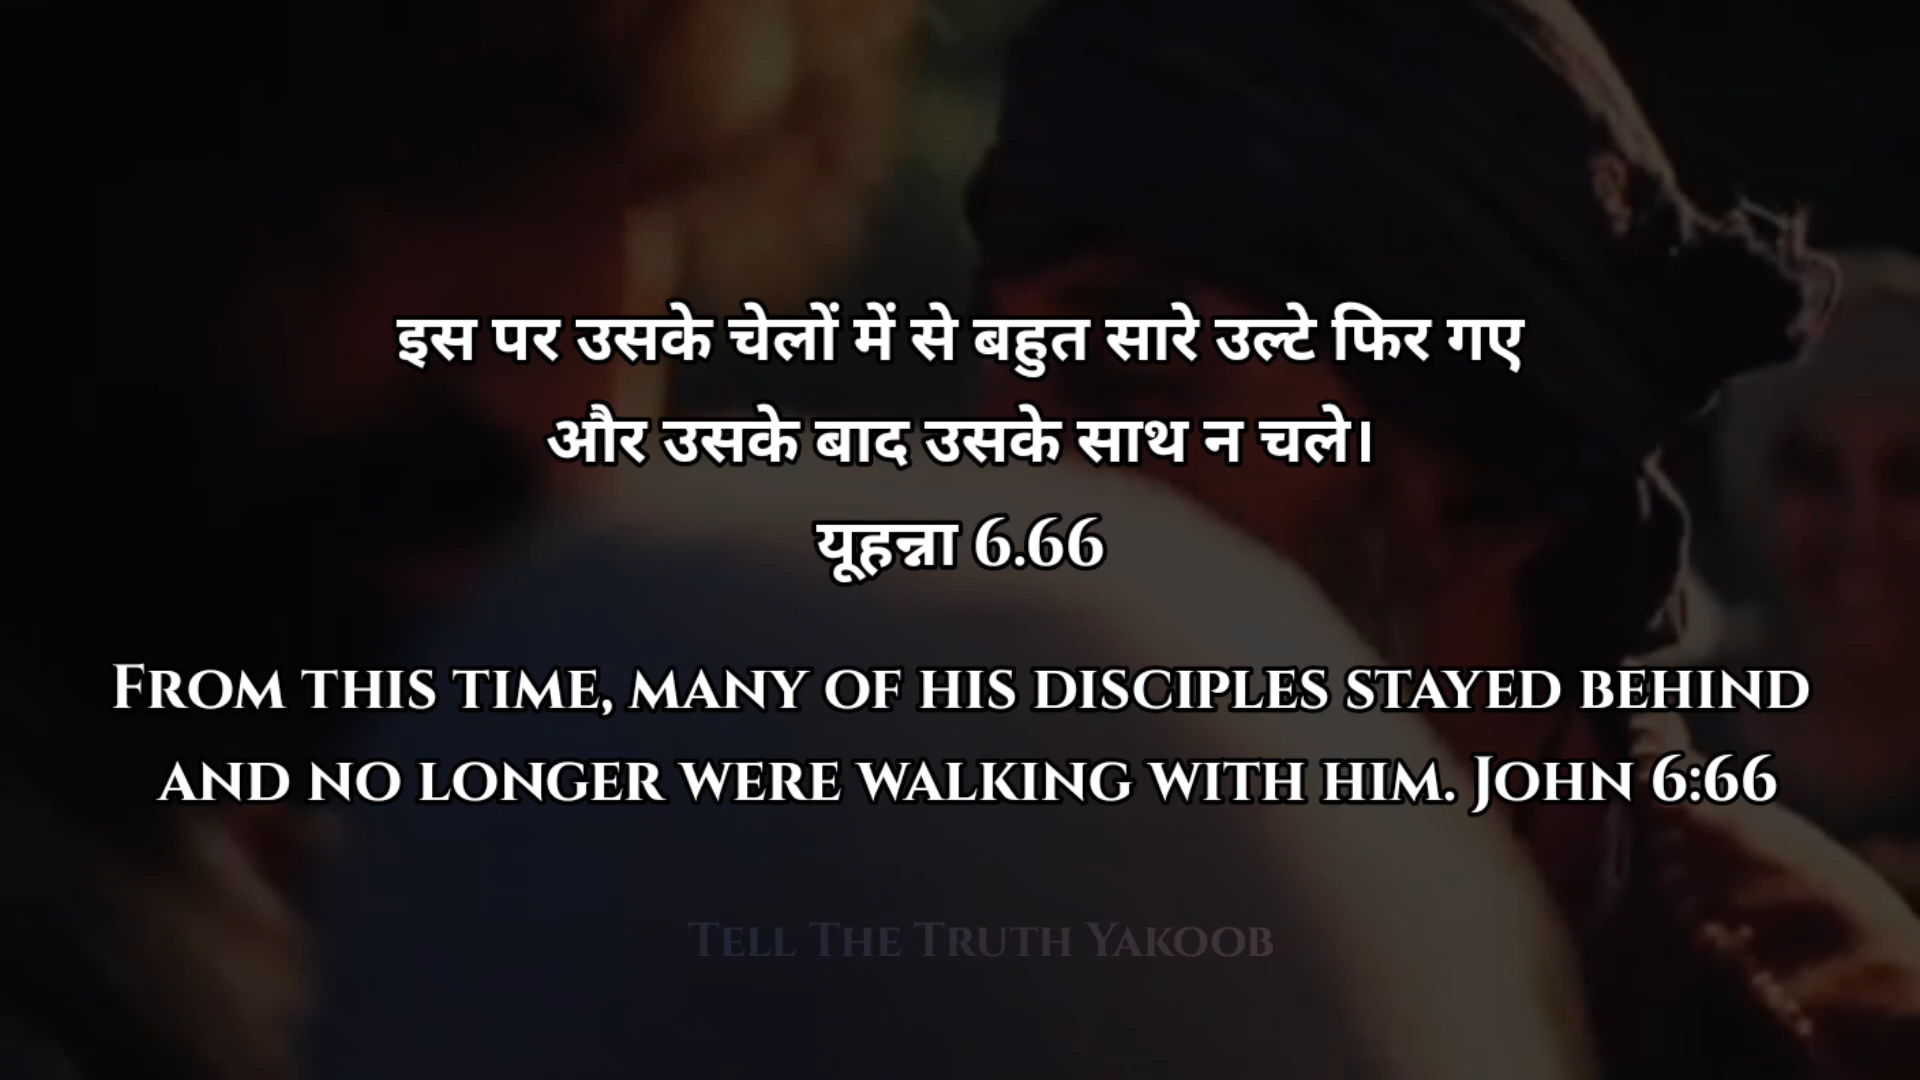 इस पर उसके चेलों में से बहुत सारे उल्टे फिर गए
और उसके बाद उसके साथ न चले।
यूहन्ना 6.66
From this time, many of his disciples stayed behind
and no longer were walking with him. John 6:66
Tell The Truth Yakoob